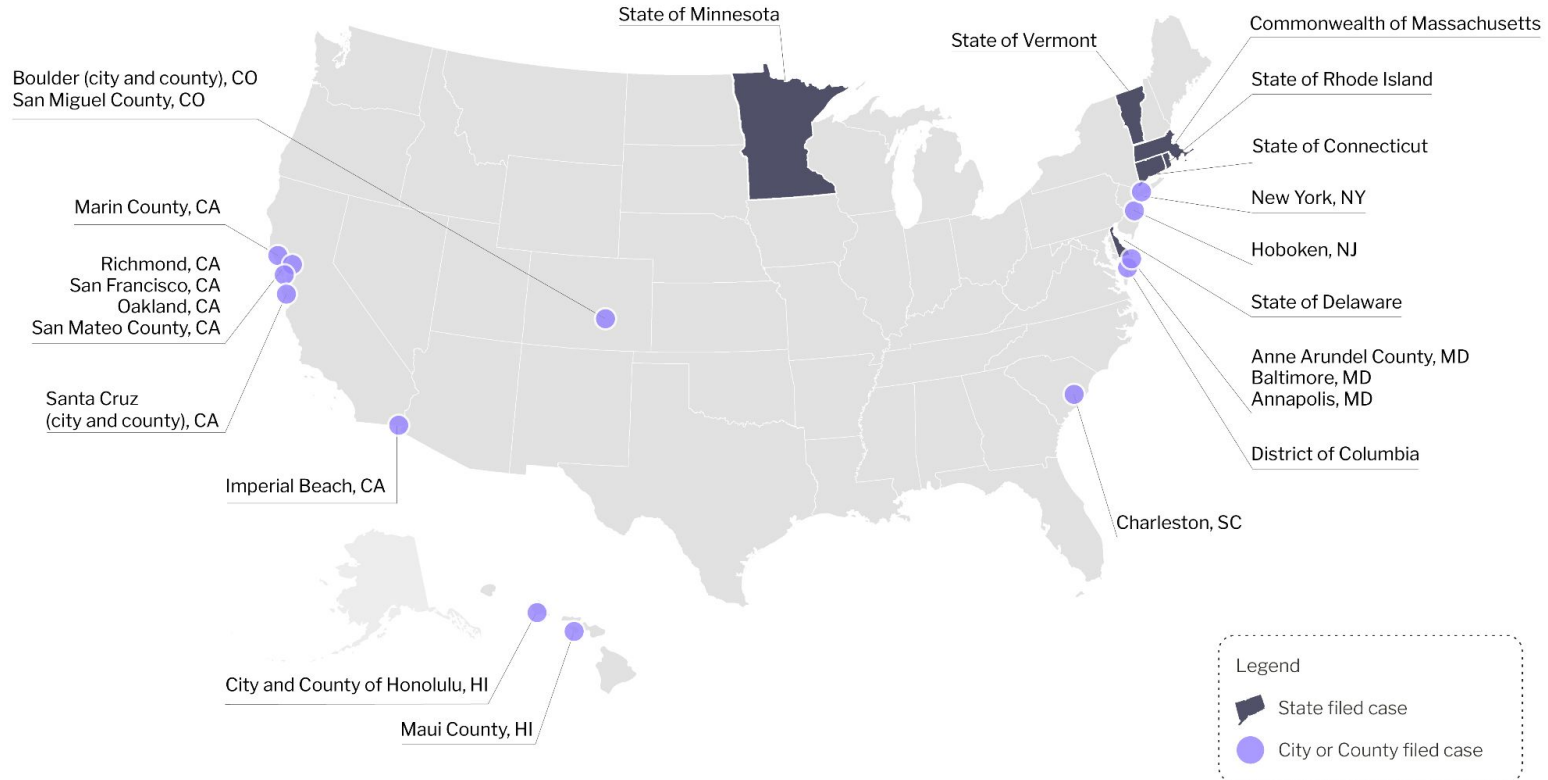 State of Minnesota
State of Vermont
Commonwealth of Massachusetts
Boulder (city and county), CO
San Miguel County, CO
State of Rhode Island
State of Connecticut
New York, NY
Marin County, CA
Hoboken, NJ
Richmond, CA
San Francisco, CA
Oakland, CA
San Mateo County, CA
State of Delaware
Anne Arundel County, MD
Baltimore, MD
Annapolis, MD
Santa Cruz
(city and county), CA
District of Columbia
Imperial Beach, CA
Charleston, SC
City and County of Honolulu, HI
Maui County, HI
Legend
State filed case
City or County filed case